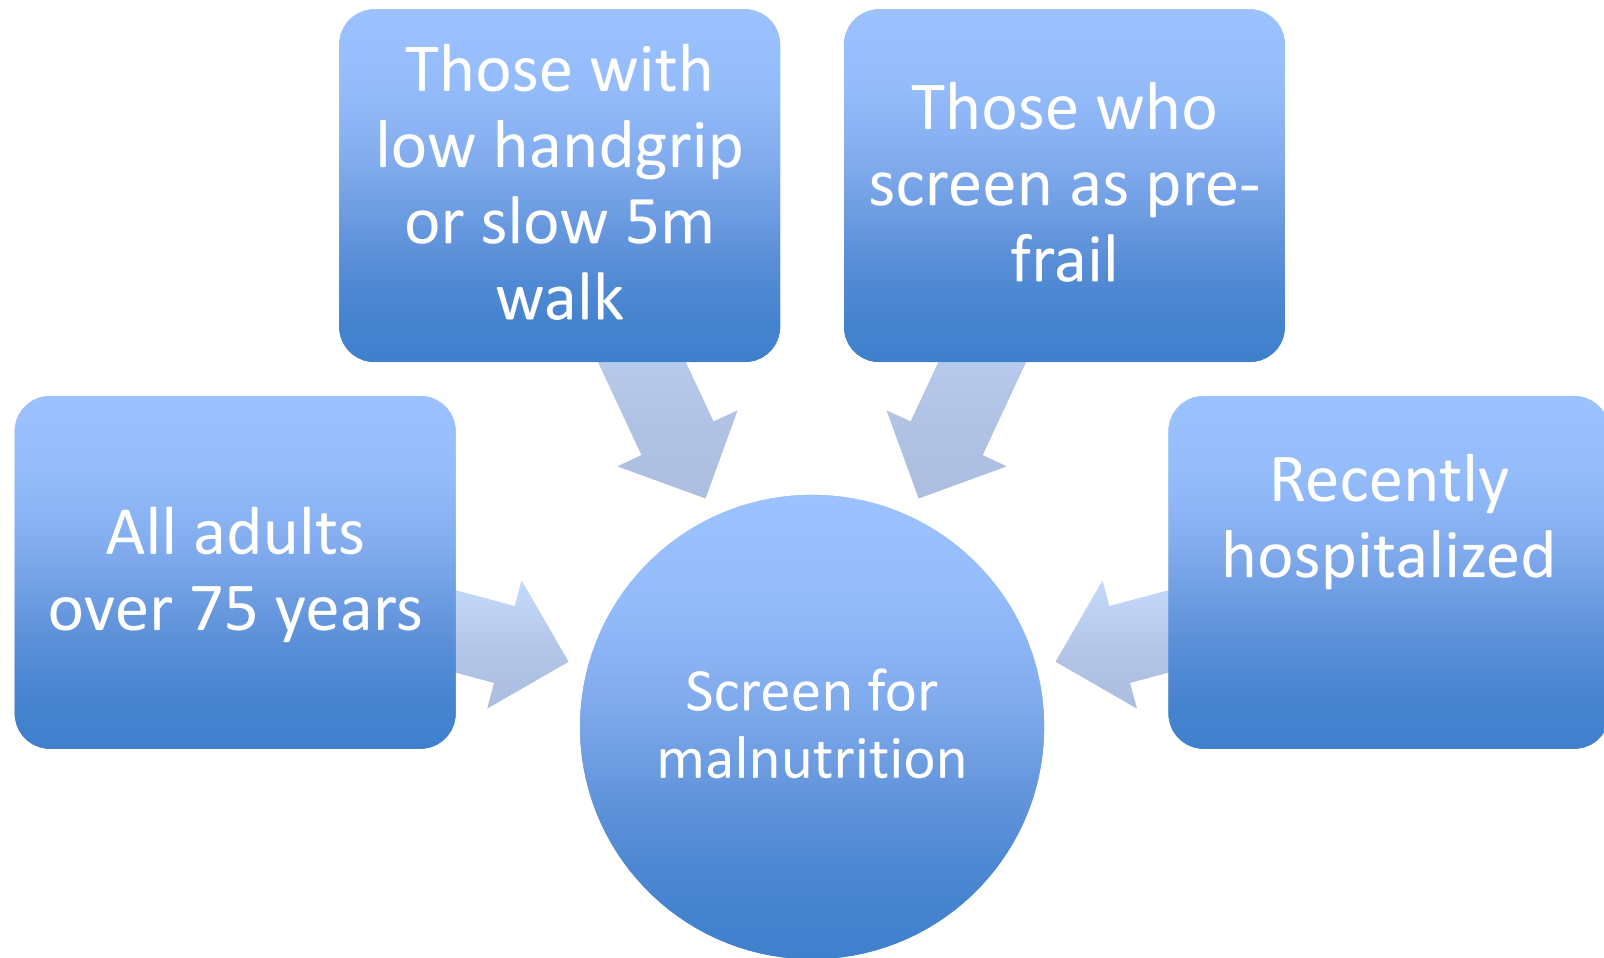 Those with
low handgrip
or slow 5m
walk
Those who
screen as pre-
frail
All adults
over 75 years
Recently
hospitalized
Screen for
malnutrition